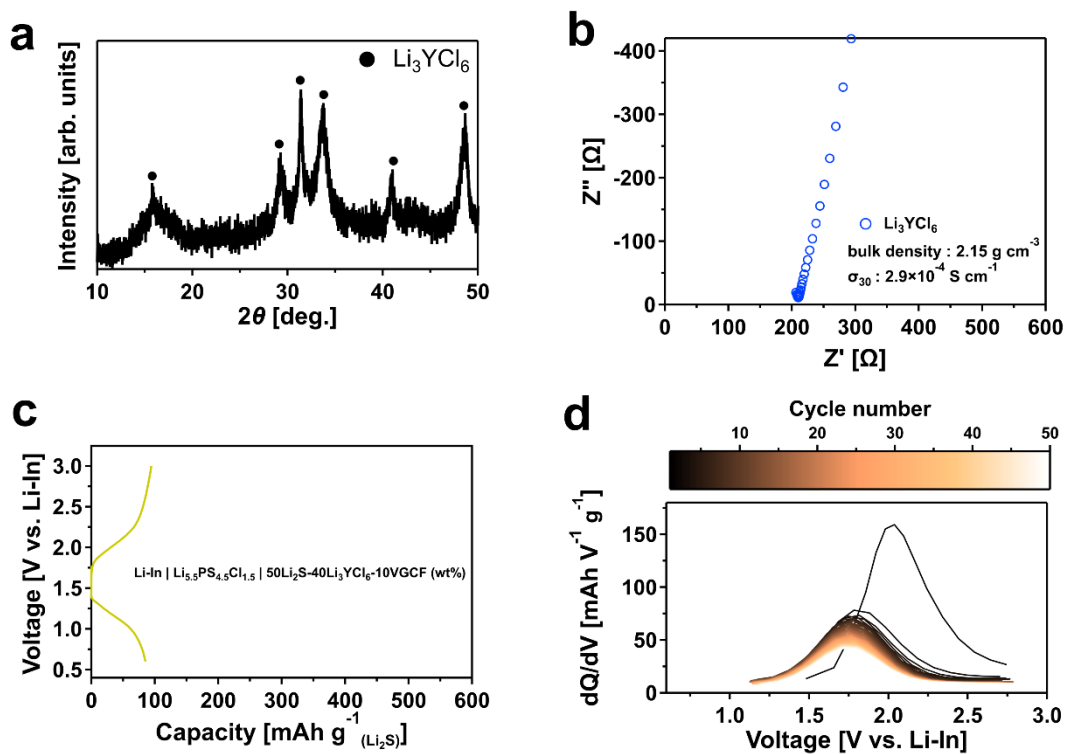 a
Intensity [arb. units]
● Li₃YCl₆
10 20 30 40 50
2θ [deg.]
b
Z'' [Ω]
-400
-300
-200
-100
0
Li₃YCl₆
bulk density : 2.15 g cm⁻³
σ₃₀ : 2.9×10⁻⁴ S cm⁻¹
0 100 200 300 400 500 600
Z' [Ω]
c
Voltage [V vs. Li-In]
3.0
2.5
2.0
1.5
1.0
0.5
Li-In | Li₅.₅PS₄.₅Cl₁.₅ | 50Li₂S-40Li₃YCl₆-10VGCF (wt%)
0 100 200 300 400 500 600
Capacity [mAh g⁻¹(Li₂S)]
d
Cycle number
10 20 30 40 50
dQ/dV [mAh V⁻¹ g⁻¹]
150
100
50
0
1.0 1.5 2.0 2.5 3.0
Voltage [V vs. Li-In]